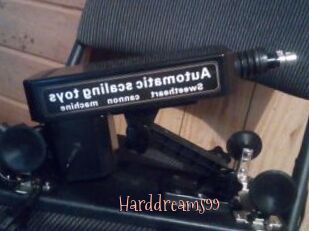 Automatic scaling toys
Sweetheart cannon machine
Harddreams99